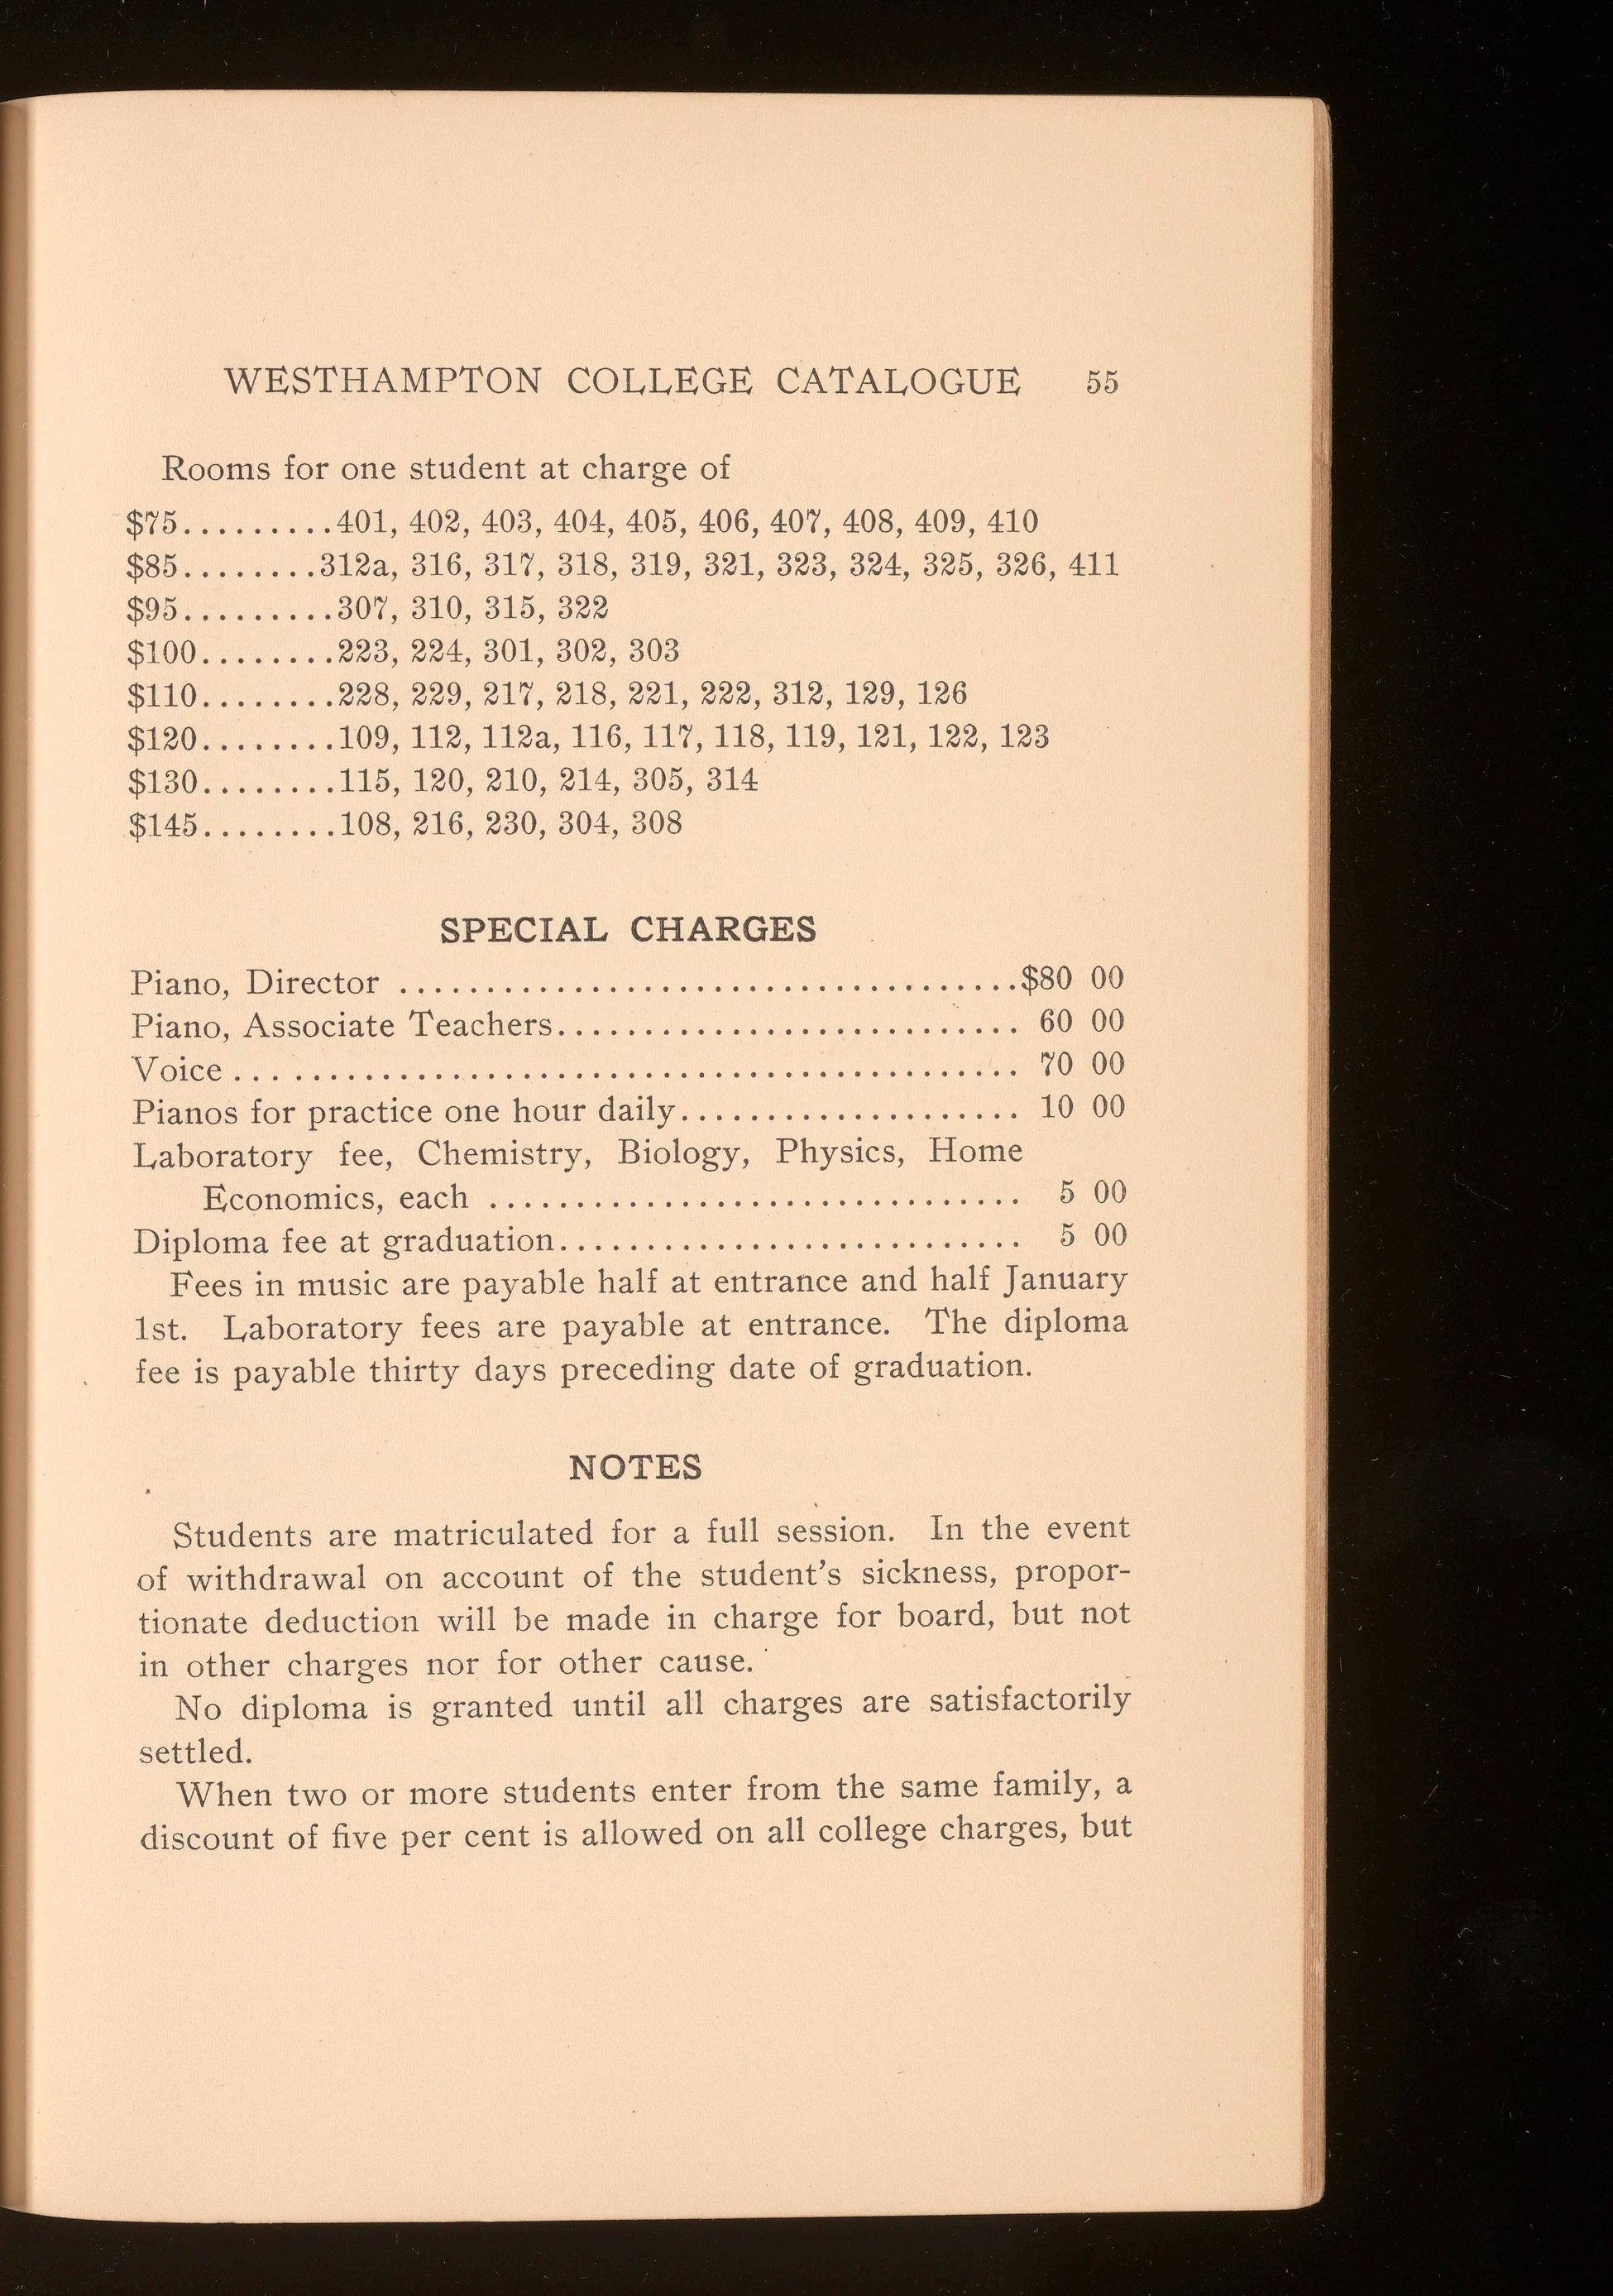 WESTHAMPTON COLLEGE CATALOGUE 55
Rooms for one student at charge of
$75.........401, 402, 403, 404, 405, 406, 407, 408, 409, 410
$85........312a, 316, 317, 318, 319, 321, 323, 324, 325, 326, 411
$95.........307, 310, 315, 322
$100........223, 224, 301, 302, 303
$110........228, 229, 217, 218, 221, 222, 312, 129, 126
$120........109, 112, 112a, 116, 117, 118, 119, 121, 122, 123
$130........115, 120, 210, 214, 305, 314
$145........108, 216, 230, 304, 308
SPECIAL CHARGES
Piano, Director .....................................$80 00
Piano, Associate Teachers........................... 60 00
Voice .............................................. 70 00
Pianos for practice one hour daily.................... 10 00
Laboratory fee, Chemistry, Biology, Physics, Home
Economics, each ............................... 5 00
Diploma fee at graduation........................... 5 00
Fees in music are payable half at entrance and half January
1st. Laboratory fees are payable at entrance. The diploma
fee is payable thirty days preceding date of graduation.
NOTES
Students are matriculated for a full session. In the event
of withdrawal on account of the student's sickness, propor-
tionate deduction will be made in charge for board, but not
in other charges nor for other cause.
No diploma is granted until all charges are satisfactorily
settled.
When two or more students enter from the same family, a
discount of five per cent is allowed on all college charges, but